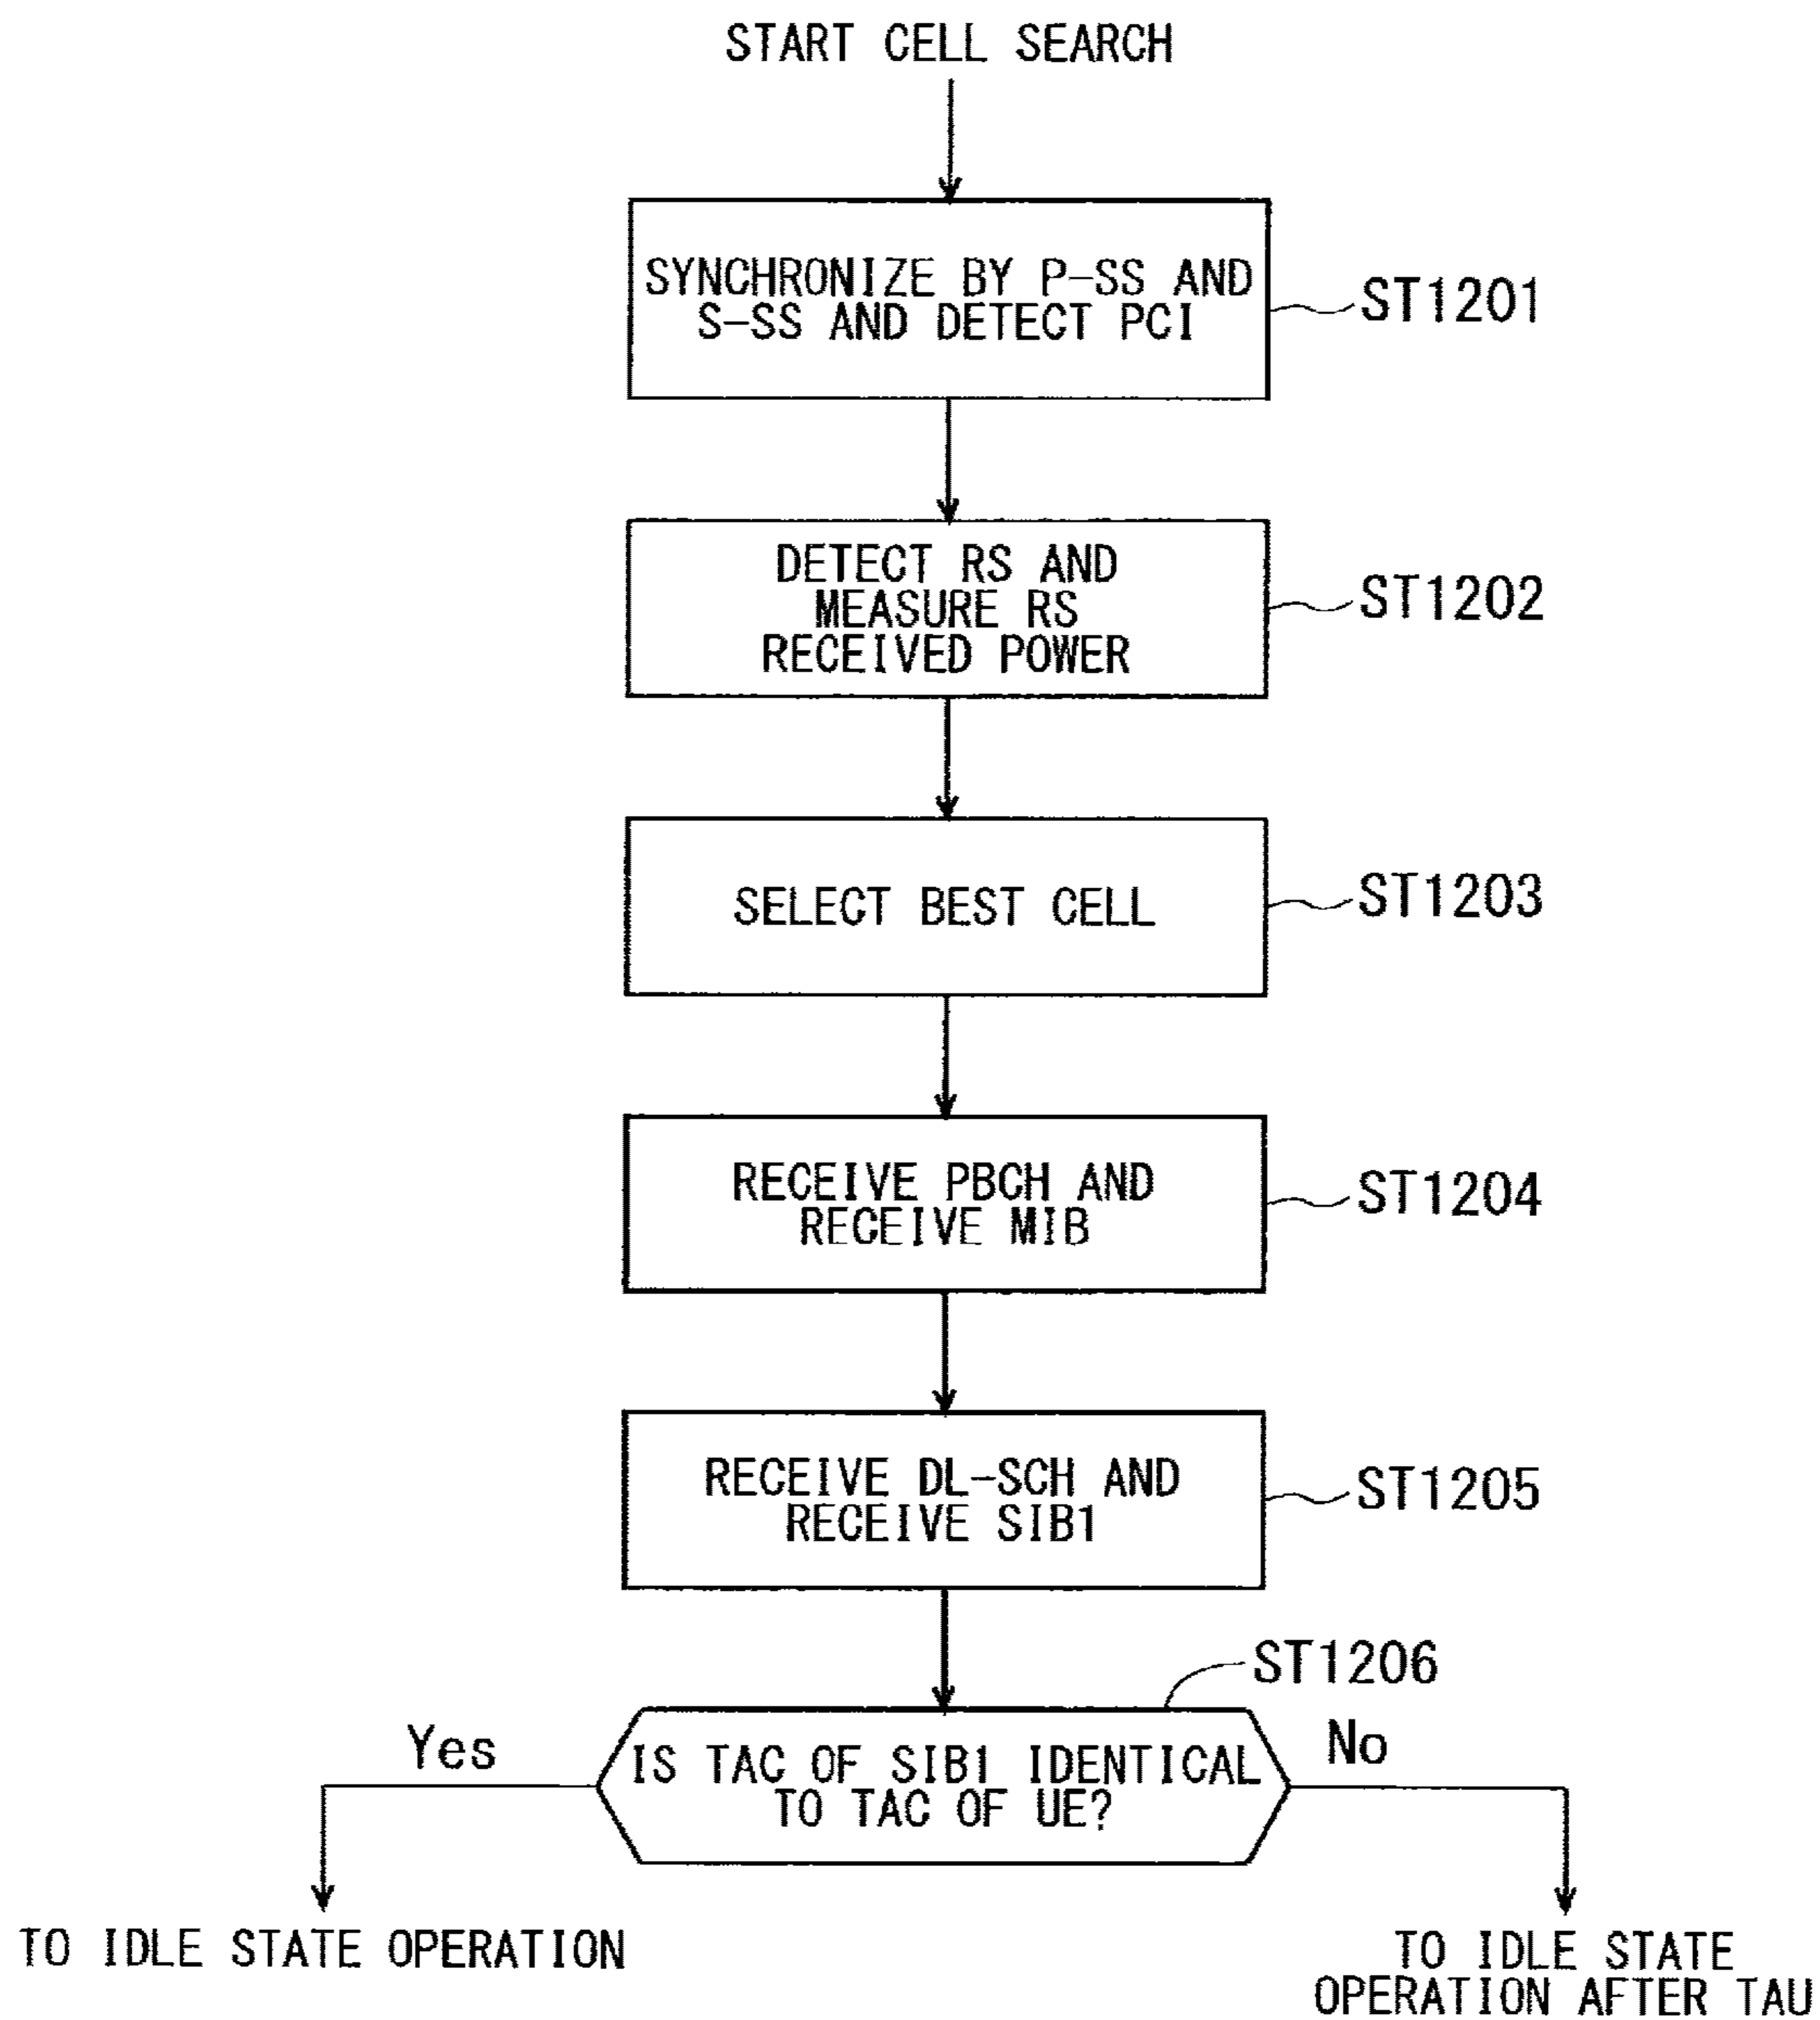 START CELL SEARCH
SYNCHRONIZE BY P-SS AND
S-SS AND DETECT PCI
ST1201
DETECT RS AND
MEASURE RS
RECEIVED POWER
ST1202
SELECT BEST CELL
ST1203
RECEIVE PBCH AND
RECEIVE MIB
ST1204
RECEIVE DL-SCH AND
RECEIVE SIB1
ST1205
ST1206
Yes
IS TAC OF SIB1 IDENTICAL
TO TAC OF UE?
No
TO IDLE STATE OPERATION
TO IDLE STATE
OPERATION AFTER TAU